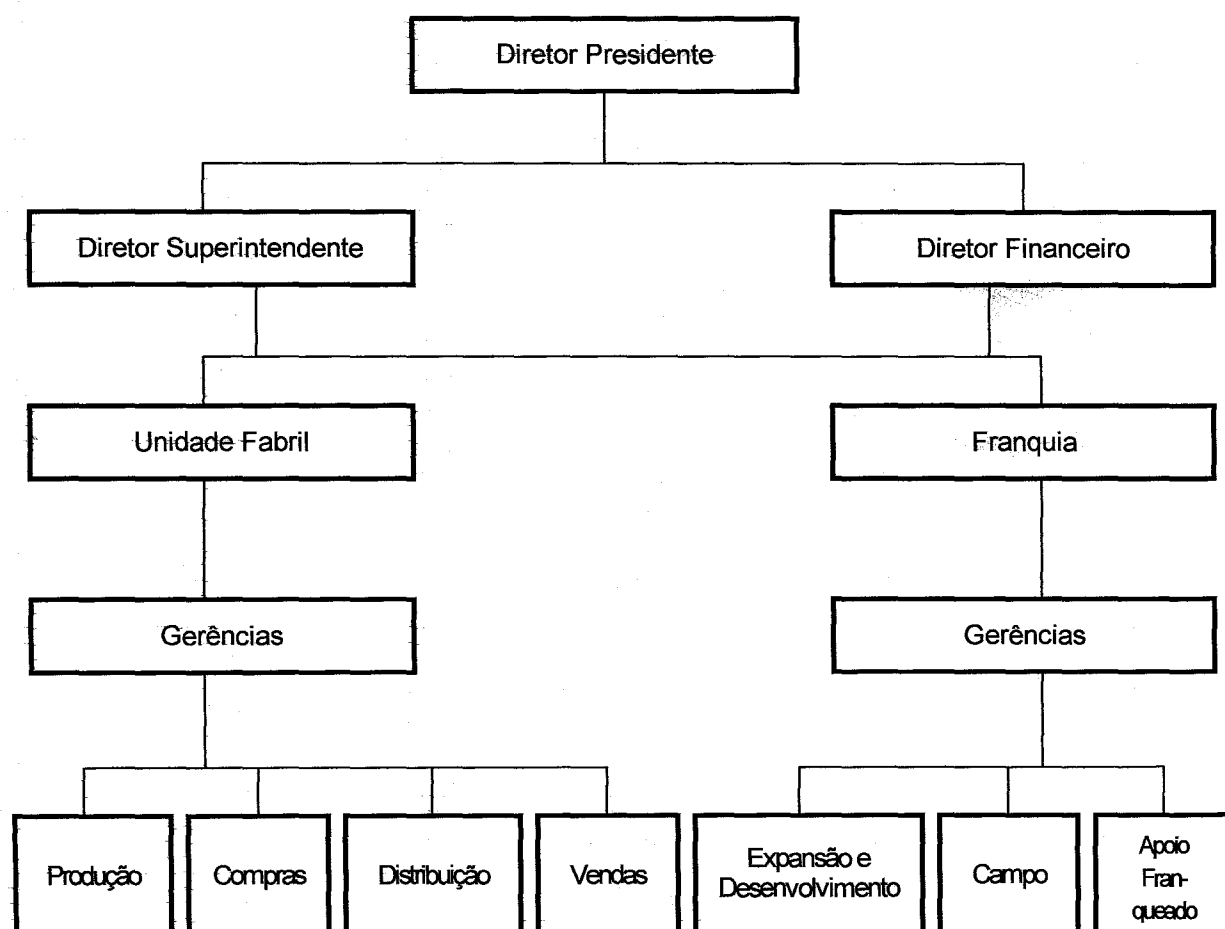 Diretor Presidente
Diretor Superintendente
Diretor Financeiro
Unidade Fabril
Franquia
Gerências
Gerências
Produção
Compras
Distribuição
Vendas
Expansão e
Desenvolvimento
Campo
Apoio
Fran-
queado